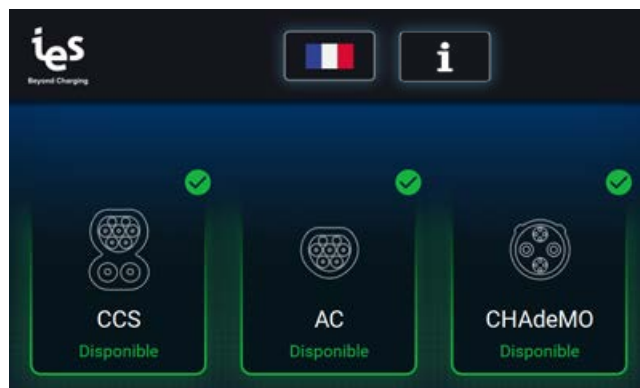 ies
Beyond Charging
i
CCS
AC
CHAdeMO
Disponible
Disponible
Disponible